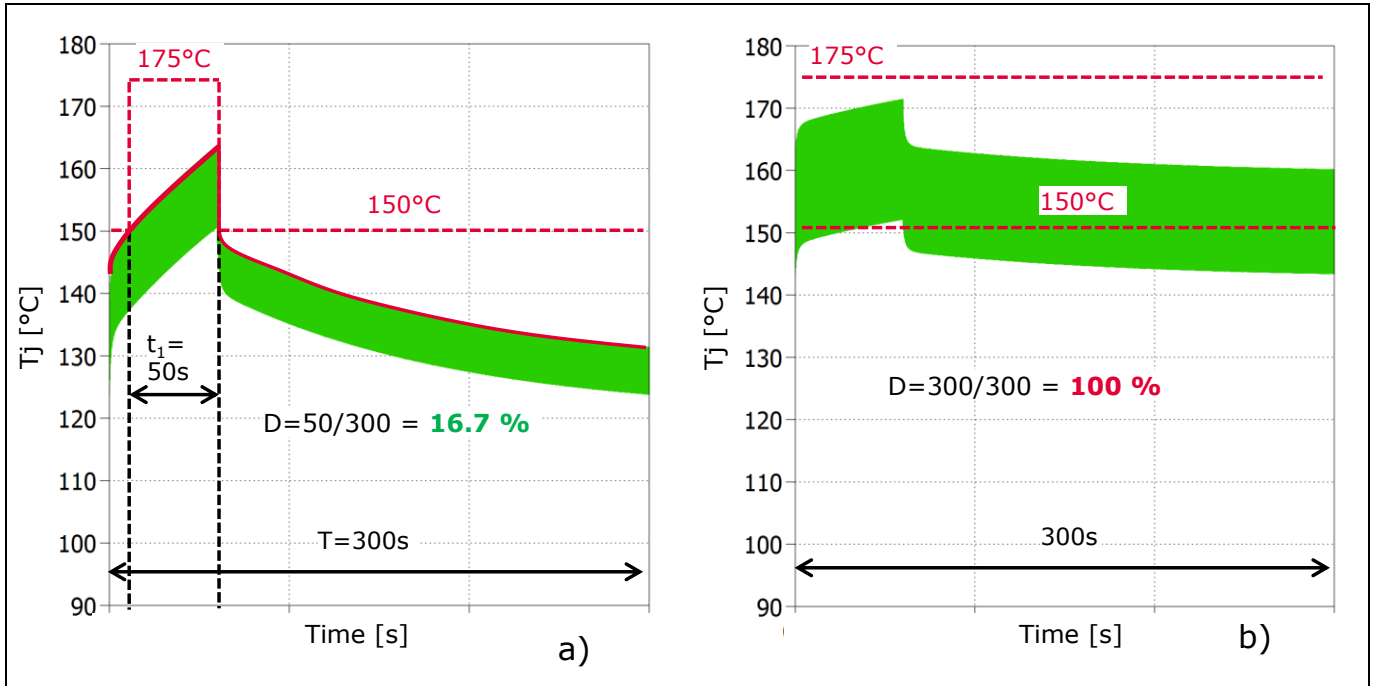 180
175°C
170
160
150°C
150
140
Tj [°C]
130
t1=
50s
120
D=50/300 = 16.7 %
110
100
T=300s
90
Time [s]
a)
180
175°C
170
160
150°C
150
140
Tj [°C]
130
D=300/300 = 100 %
120
110
100
300s
90
Time [s]
b)